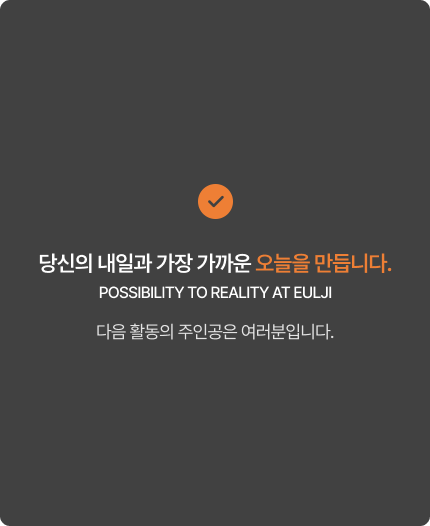 당신의 내일과 가장 가까운 오늘을 만듭니다.
POSSIBILITY TO REALITY AT EULJI
다음 활동의 주인공은 여러분입니다.